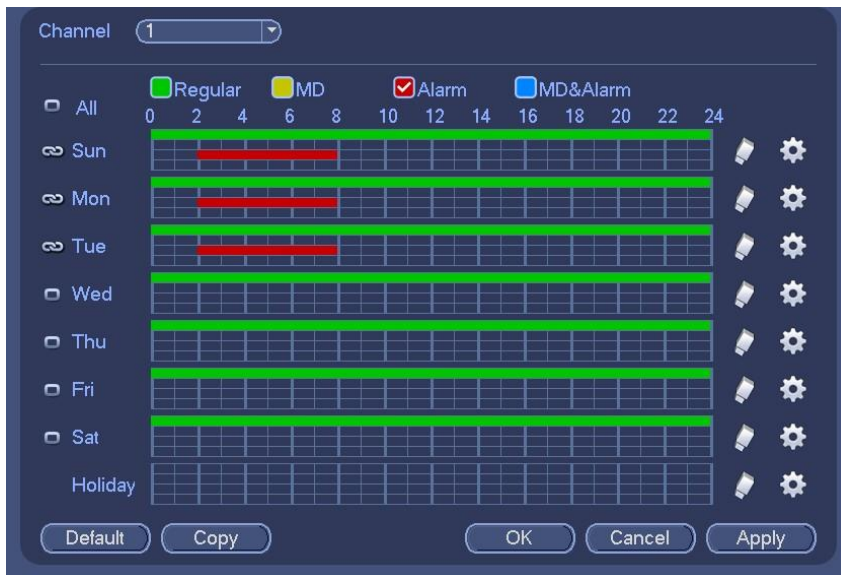 Channel 1
Regular MD Alarm MD&Alarm
All 0 2 4 6 8 10 12 14 16 18 20 22 24
Sun
Mon
Tue
Wed
Thu
Fri
Sat
Holiday
Default Copy OK Cancel Apply